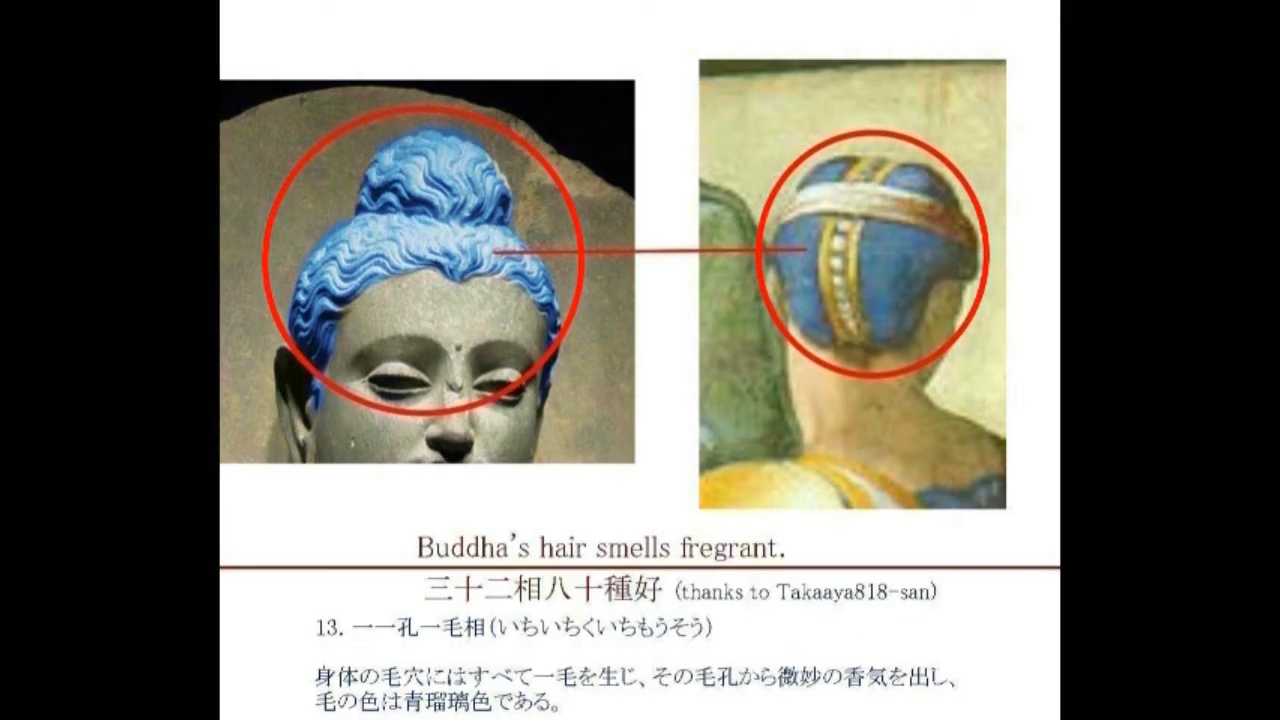 Buddha's hair smells fregrant.
三十二相八十種好 (thanks to Takaaya818-san)
13. 一一孔一毛相(いちいちくいちもうそう)
身体の毛穴にはすべて一毛を生じ、その毛孔から微妙の香気を出し、
毛の色は青瑠璃色である。